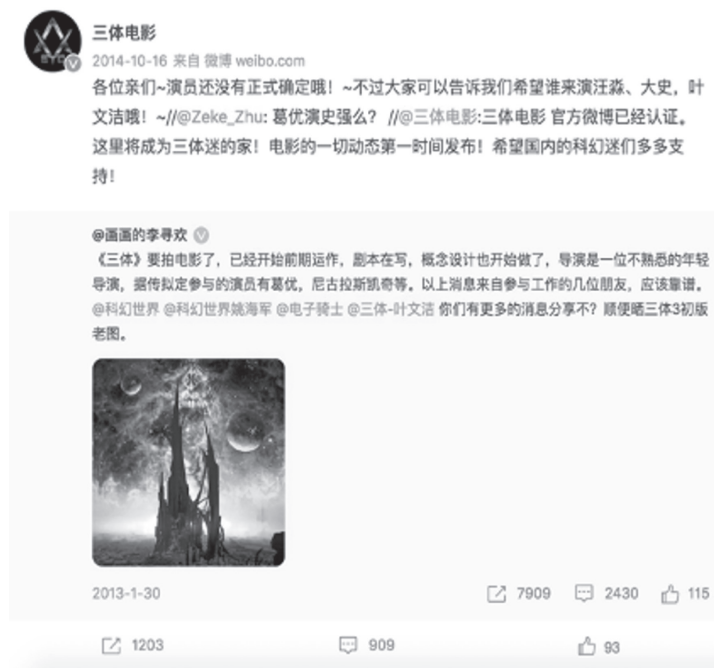 三体电影
2014-10-16 来自 微博 weibo.com
各位亲们~演员还没有正式确定哦！~不过大家可以告诉我们希望谁来演汪淼、大史，叶
文洁哦！~//@Zeke_Zhu: 葛优演史强么？ //@三体电影:三体电影 官方微博已经认证。
这里将成为三体迷的家！电影的一切动态第一时间发布！希望国内的科幻迷们多多支
持！
@画画的李寻欢
《三体》要拍电影了，已经开始前期运作，剧本在写，概念设计也开始做了，导演是一位不熟悉的年轻
导演，据传拟定参与的演员有葛优，尼古拉斯凯奇等。以上消息来自参与工作的几位朋友，应该靠谱。
@科幻世界 @科幻世界姚海军 @电子骑士 @三体-叶文洁 你们有更多的消息分享不？顺便晒三体3初版
老图。
2013-1-30 7909 2430 115
1203 909 93